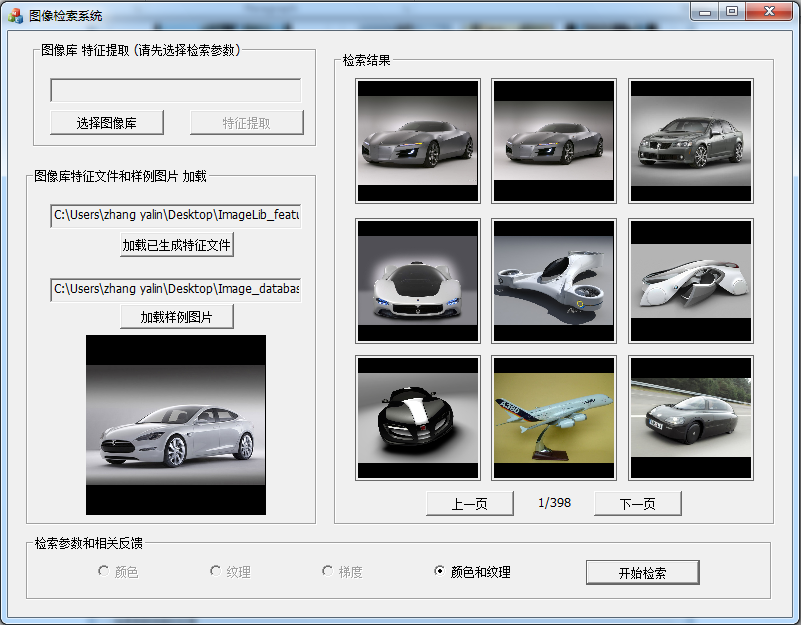 图像检索系统
图像库 特征提取 (请先选择检索参数)
选择图像库
特征提取
图像库特征文件和样例图片 加载
C:\Users\zhang yalin\Desktop\ImageLib_featu
加载已生成特征文件
C:\Users\zhang yalin\Desktop\Image_databas
加载样例图片
检索结果
A380
上一页
1/398
下一页
检索参数和相关反馈
颜色
纹理
梯度
颜色和纹理
开始检索